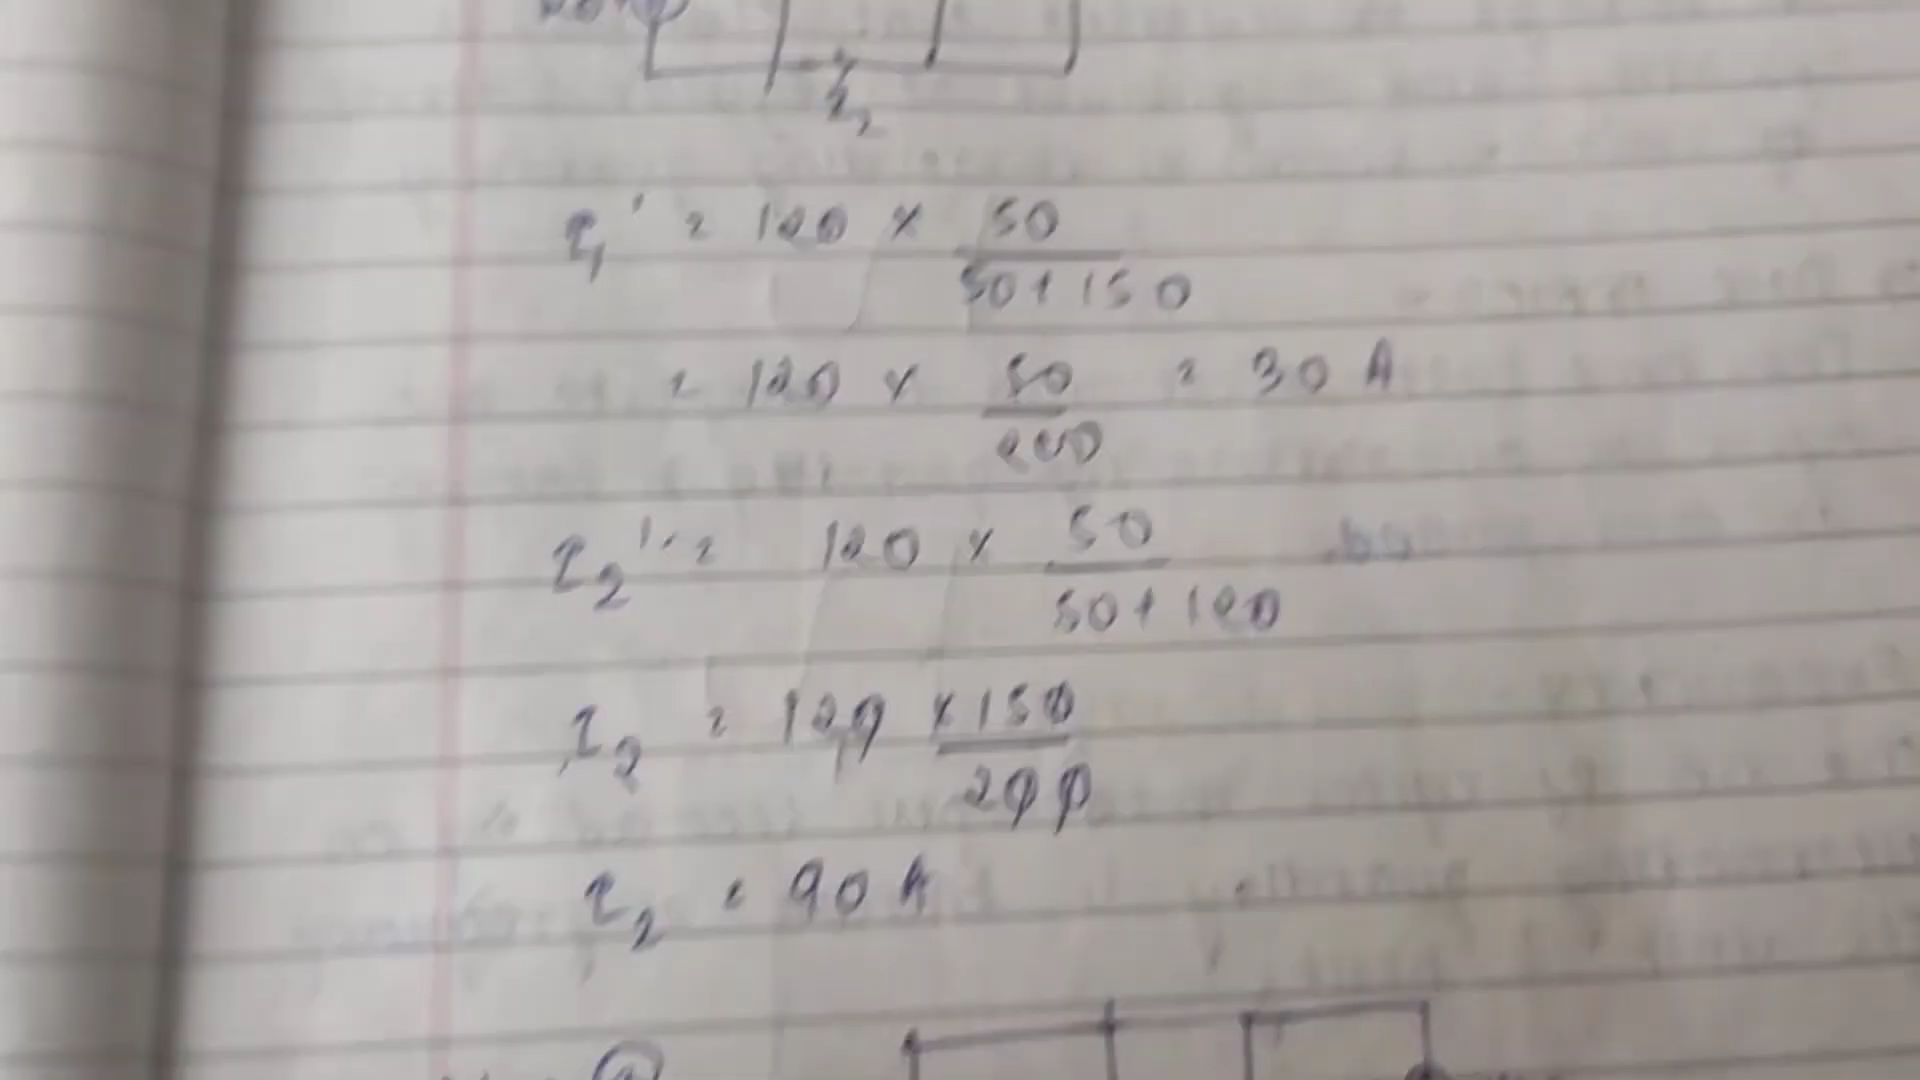 I₂
I₁' = 120 × 50 / 50+150
= 120 × 50 / 200 = 30 A
I₂'' = 120 × 50 / 50+120
I₂ = 120 × 150 / 200
I₂ = 90 A